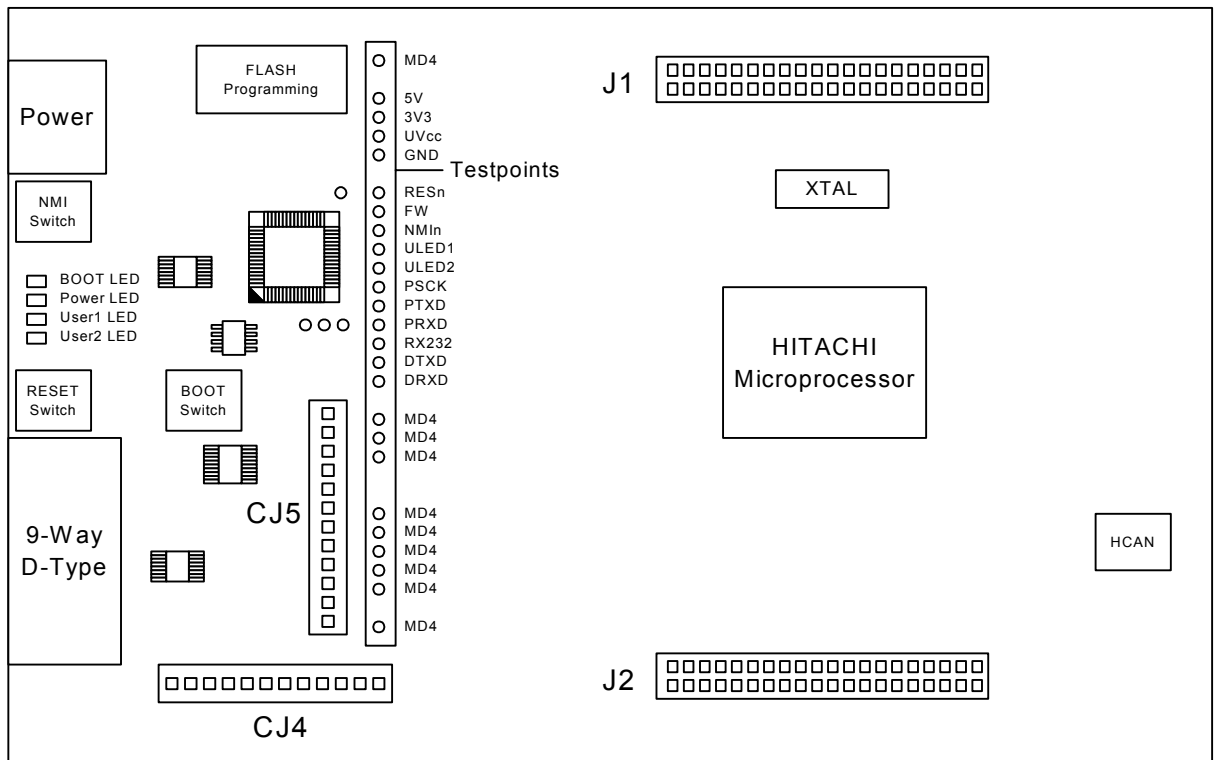 Power
NMI
Switch
BOOT LED
Power LED
User1 LED
User2 LED
RESET
Switch
BOOT
Switch
9-Way
D-Type
FLASH
Programming
CJ5
CJ4
MD4
5V
3V3
UVcc
GND
Testpoints
RESn
FW
NMIn
ULED1
ULED2
PSCK
PTXD
PRXD
RX232
DTXD
DRXD
MD4
MD4
MD4
MD4
MD4
MD4
MD4
MD4
MD4
J1
XTAL
HITACHI
Microprocessor
HCAN
J2